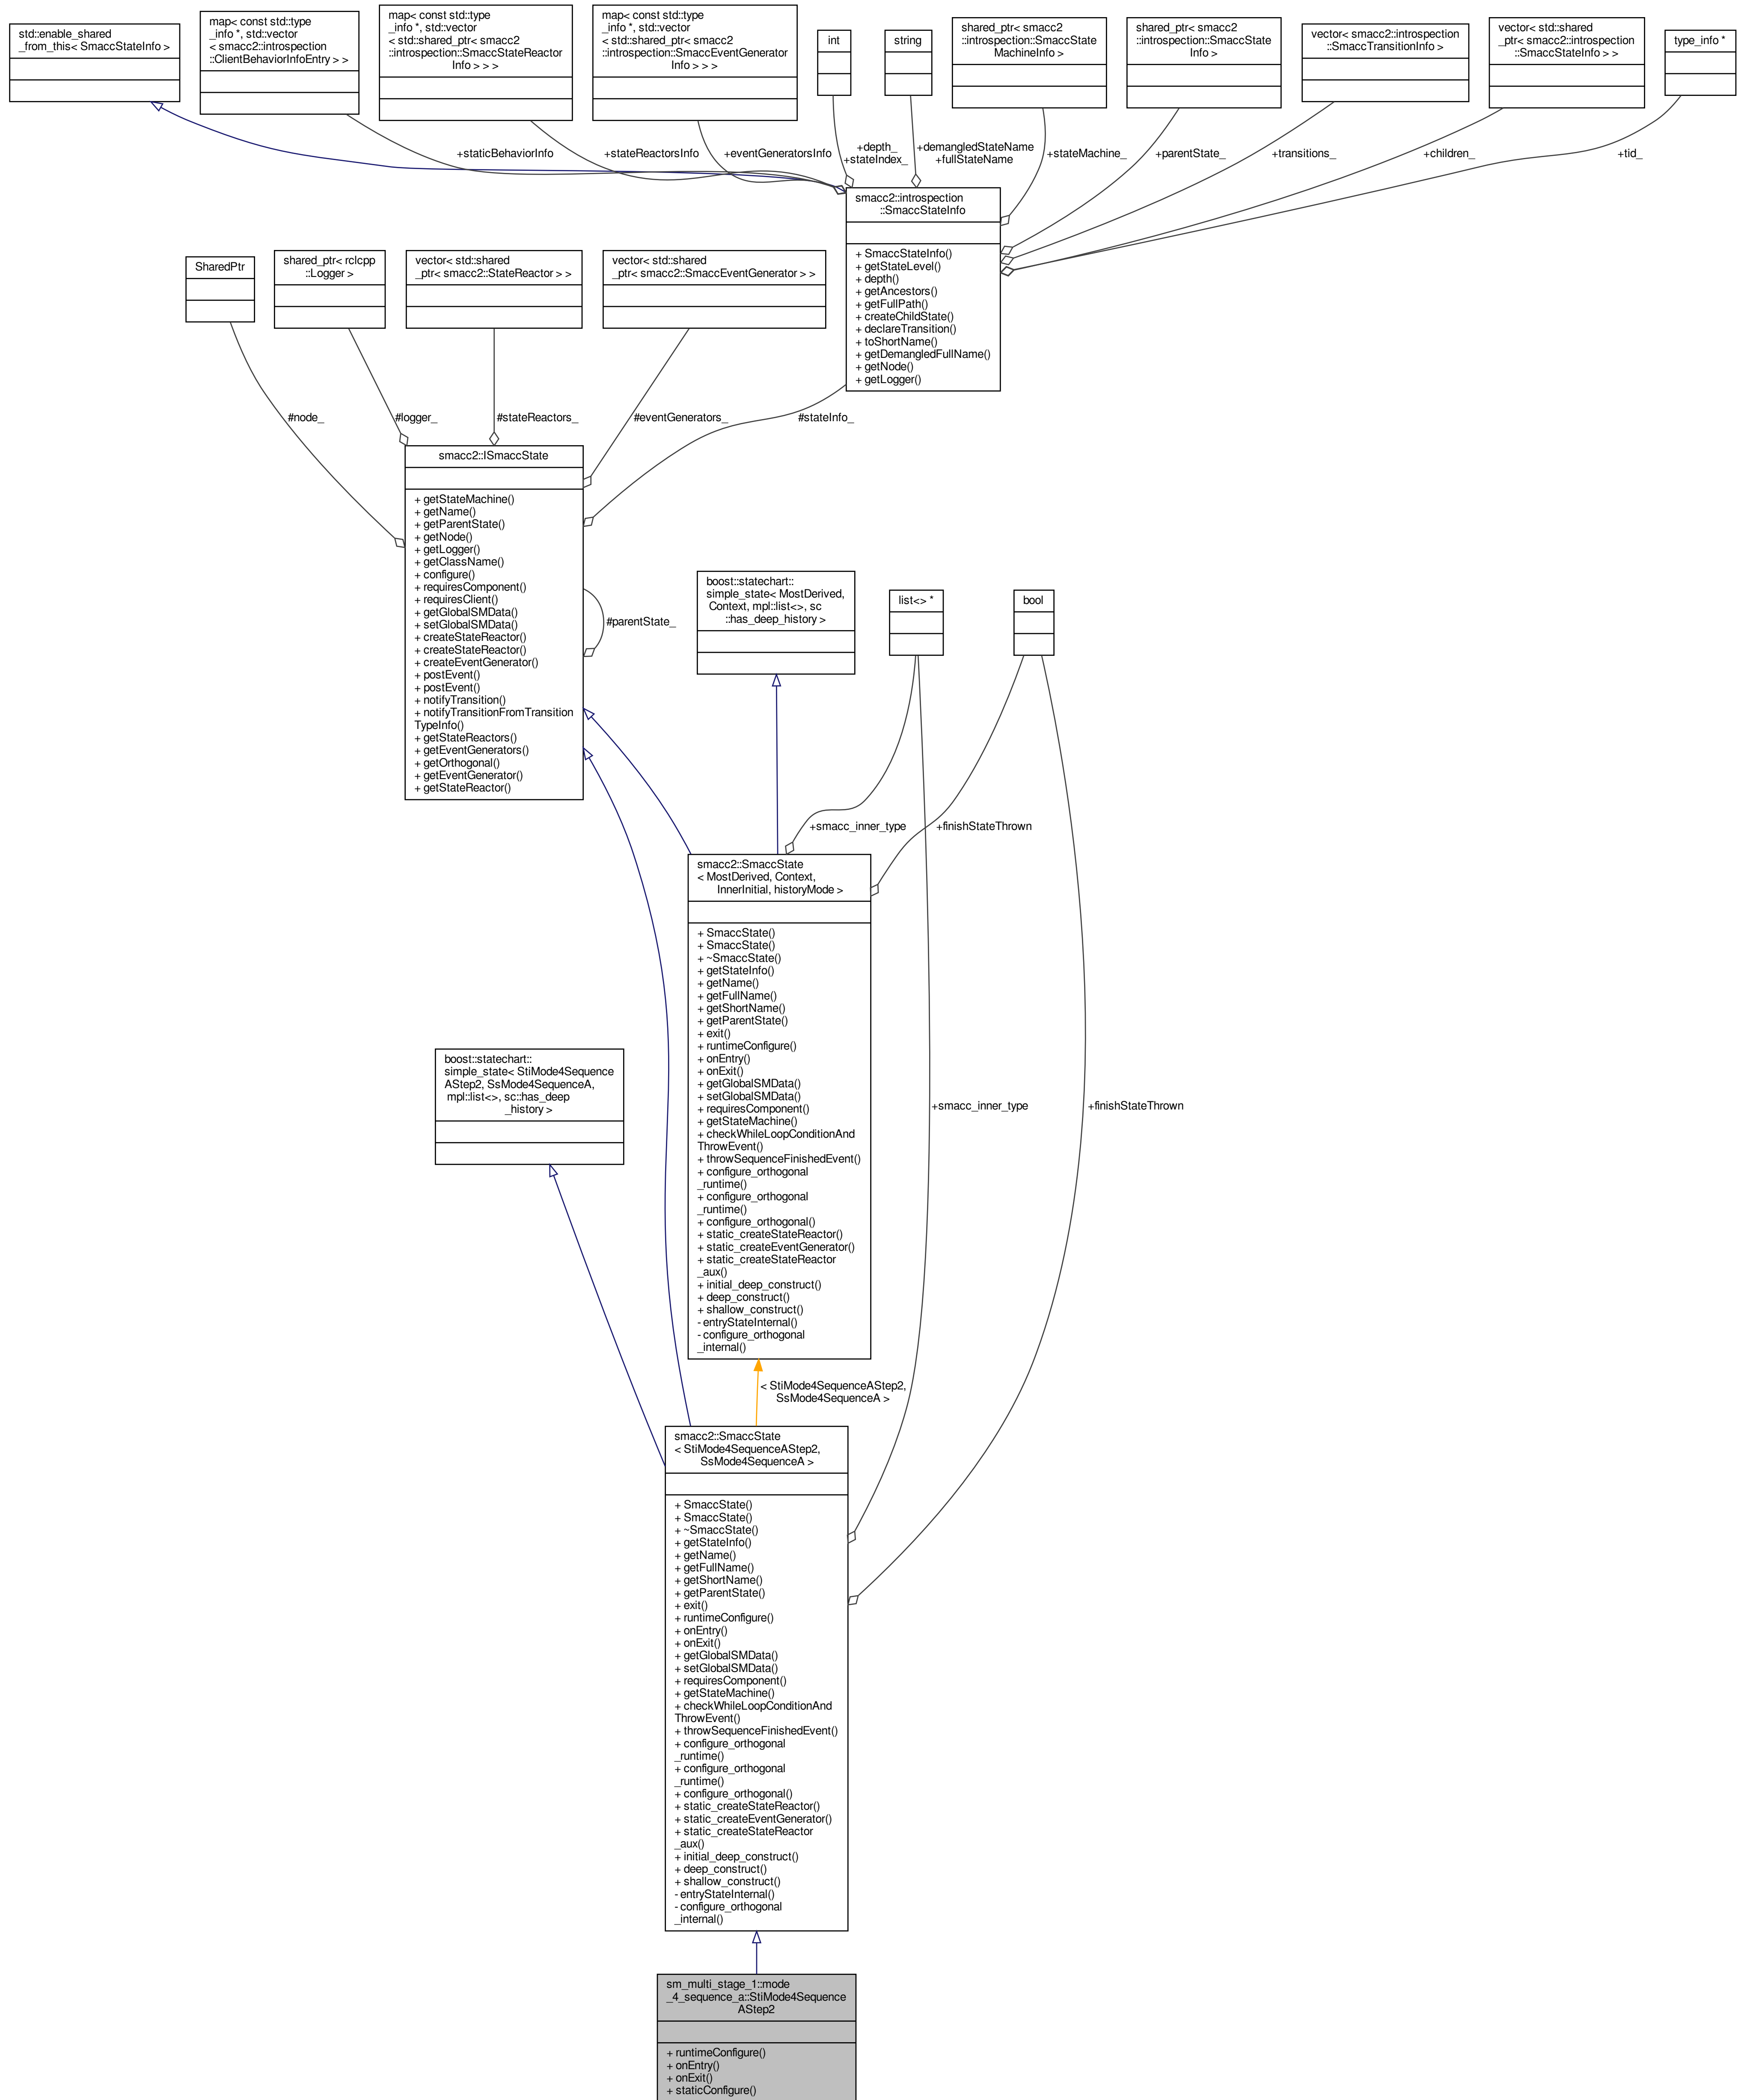 std::enable_shared
_from_this< SmaccStateInfo >
map< const std::type
_info *, std::vector
< smacc2::introspection
::ClientBehaviorInfoEntry > >
map< const std::type
_info *, std::vector
< std::shared_ptr< smacc2
::introspection::SmaccStateReactor
Info > > >
map< const std::type
_info *, std::vector
< std::shared_ptr< smacc2
::introspection::SmaccEventGenerator
Info > > >
int
string
shared_ptr< smacc2
::introspection::SmaccState
MachineInfo >
shared_ptr< smacc2
::introspection::SmaccState
Info >
vector< smacc2::introspection
::SmaccTransitionInfo >
vector< std::shared
_ptr< smacc2::introspection
::SmaccStateInfo > >
type_info *
+staticBehaviorInfo
+stateReactorsInfo
+eventGeneratorsInfo
+depth_
+stateIndex_
+demangledStateName
+fullStateName
+stateMachine_
+parentState_
+transitions_
+children_
+tid_
smacc2::introspection
::SmaccStateInfo
+ SmaccStateInfo()
+ getStateLevel()
+ depth()
+ getAncestors()
+ getFullPath()
+ createChildState()
+ declareTransition()
+ toShortName()
+ getDemangledFullName()
+ getNode()
+ getLogger()
SharedPtr
shared_ptr< rclcpp
::Logger >
vector< std::shared
_ptr< smacc2::StateReactor > >
vector< std::shared
_ptr< smacc2::SmaccEventGenerator > >
#node_
#logger_
#stateReactors_
#eventGenerators_
#stateInfo_
smacc2::ISmaccState
+ getStateMachine()
+ getName()
+ getParentState()
+ getNode()
+ getLogger()
+ getClassName()
+ configure()
+ requiresComponent()
+ requiresClient()
+ getGlobalSMData()
+ setGlobalSMData()
+ createStateReactor()
+ createStateReactor()
+ createEventGenerator()
+ postEvent()
+ postEvent()
+ notifyTransition()
+ notifyTransitionFromTransition
TypeInfo()
+ getStateReactors()
+ getEventGenerators()
+ getOrthogonal()
+ getEventGenerator()
+ getStateReactor()
#parentState_
boost::statechart::
simple_state< MostDerived,
Context, mpl::list<>, sc
::has_deep_history >
list<> *
bool
+smacc_inner_type
+finishStateThrown
smacc2::SmaccState
< MostDerived, Context,
InnerInitial, historyMode >
+ SmaccState()
+ SmaccState()
+ ~SmaccState()
+ getStateInfo()
+ getName()
+ getFullName()
+ getShortName()
+ getParentState()
+ exit()
+ runtimeConfigure()
+ onEntry()
+ onExit()
+ getGlobalSMData()
+ setGlobalSMData()
+ requiresComponent()
+ getStateMachine()
+ checkWhileLoopConditionAnd
ThrowEvent()
+ throwSequenceFinishedEvent()
+ configure_orthogonal
_runtime()
+ configure_orthogonal
_runtime()
+ configure_orthogonal()
+ static_createStateReactor()
+ static_createEventGenerator()
+ static_createStateReactor
_aux()
+ initial_deep_construct()
+ deep_construct()
+ shallow_construct()
- entryStateInternal()
- configure_orthogonal
_internal()
boost::statechart::
simple_state< StiMode4Sequence
AStep2, SsMode4SequenceA,
mpl::list<>, sc::has_deep
_history >
+smacc_inner_type
+finishStateThrown
< StiMode4SequenceAStep2,
SsMode4SequenceA >
smacc2::SmaccState
< StiMode4SequenceAStep2,
SsMode4SequenceA >
+ SmaccState()
+ SmaccState()
+ ~SmaccState()
+ getStateInfo()
+ getName()
+ getFullName()
+ getShortName()
+ getParentState()
+ exit()
+ runtimeConfigure()
+ onEntry()
+ onExit()
+ getGlobalSMData()
+ setGlobalSMData()
+ requiresComponent()
+ getStateMachine()
+ checkWhileLoopConditionAnd
ThrowEvent()
+ throwSequenceFinishedEvent()
+ configure_orthogonal
_runtime()
+ configure_orthogonal
_runtime()
+ configure_orthogonal()
+ static_createStateReactor()
+ static_createEventGenerator()
+ static_createStateReactor
_aux()
+ initial_deep_construct()
+ deep_construct()
+ shallow_construct()
- entryStateInternal()
- configure_orthogonal
_internal()
sm_multi_stage_1::mode
_4_sequence_a::StiMode4Sequence
AStep2
+ runtimeConfigure()
+ onEntry()
+ onExit()
+ staticConfigure()